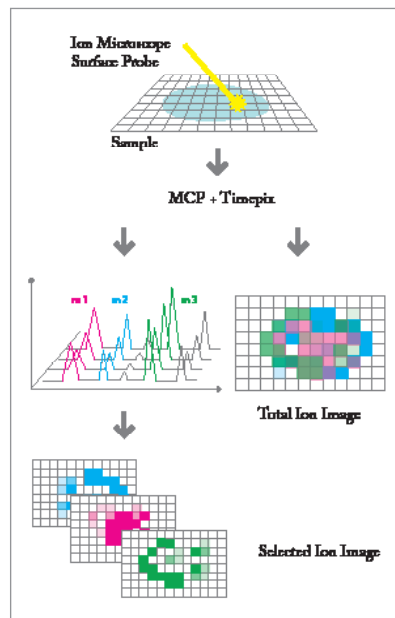 Ion Microscope
Surface Probe
Sample
MCP + Timepix
m1 m2 m3
Total Ion Image
Selected Ion Image